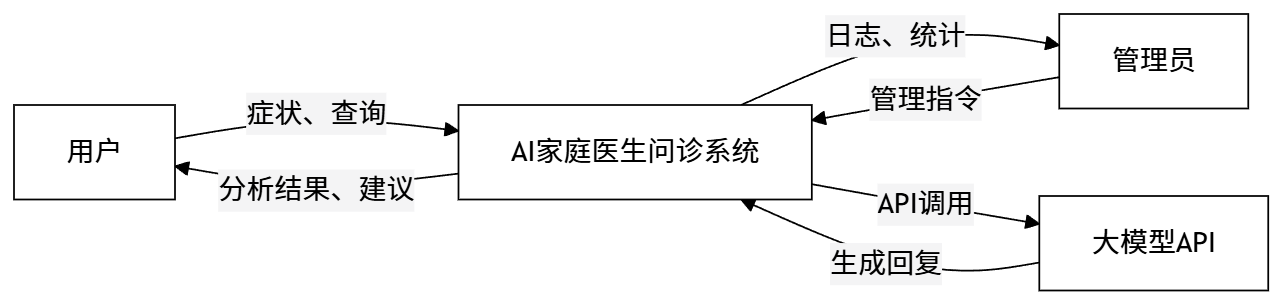 日志、统计
管理员
管理指令
症状、查询
用户
AI家庭医生问诊系统
分析结果、建议
API调用
大模型API
生成回复